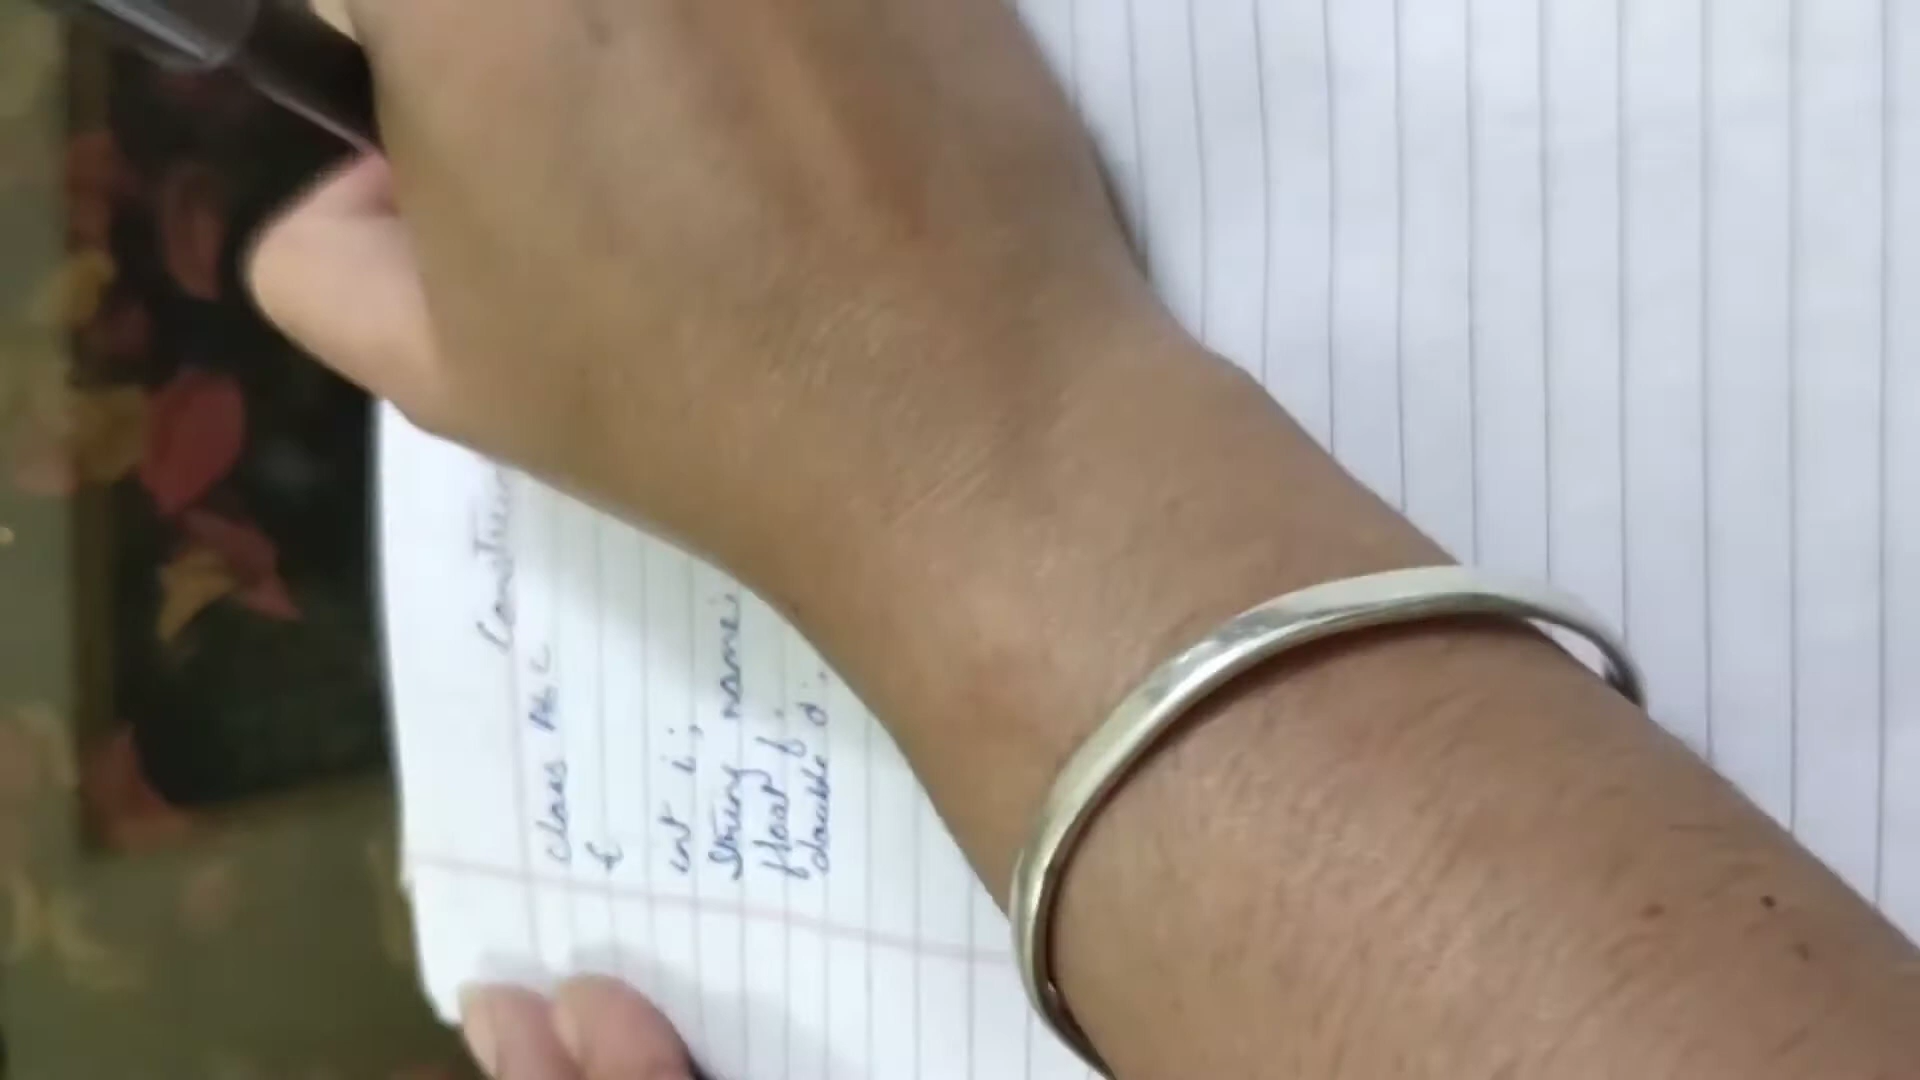 class ABC
{
int i;
String name;
float f;
double d;